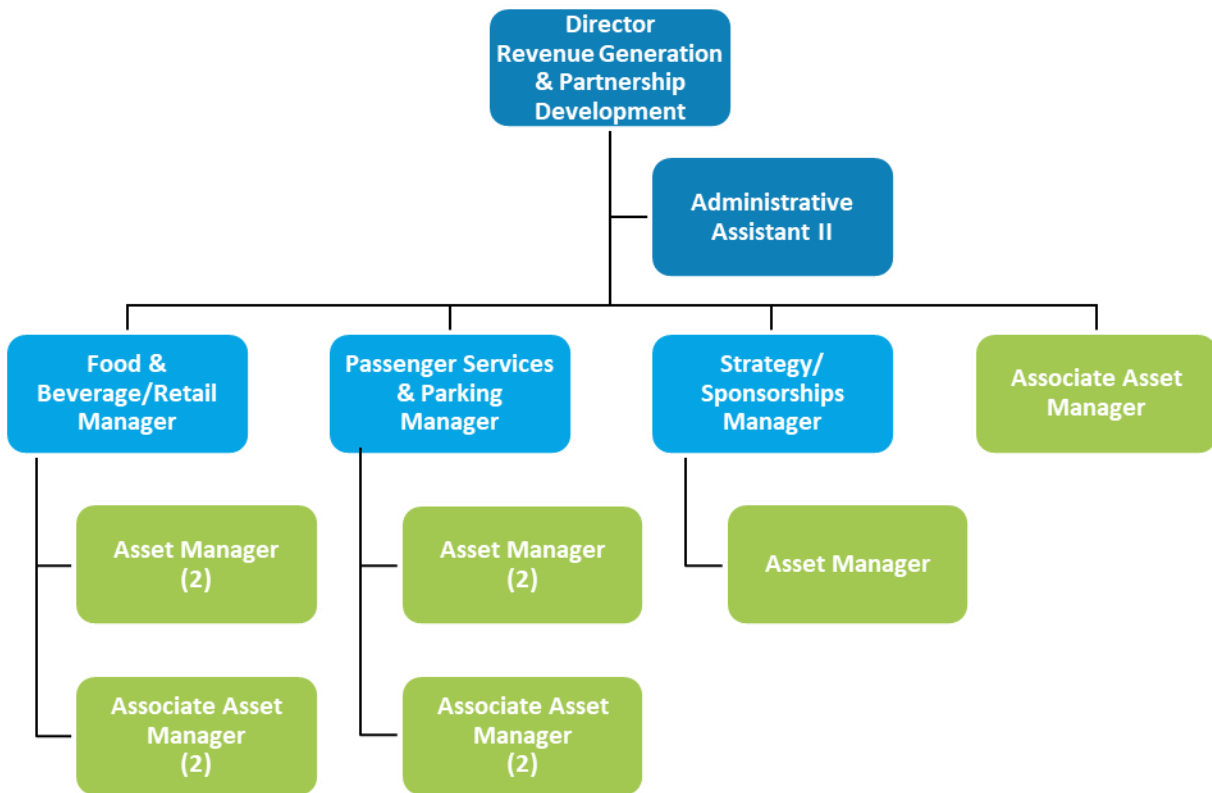 Director
Revenue Generation
& Partnership
Development
Administrative
Assistant II
Food &
Beverage/Retail
Manager
Passenger Services
& Parking
Manager
Strategy/
Sponsorships
Manager
Associate Asset
Manager
Asset Manager
(2)
Asset Manager
(2)
Asset Manager
Associate Asset
Manager
(2)
Associate Asset
Manager
(2)